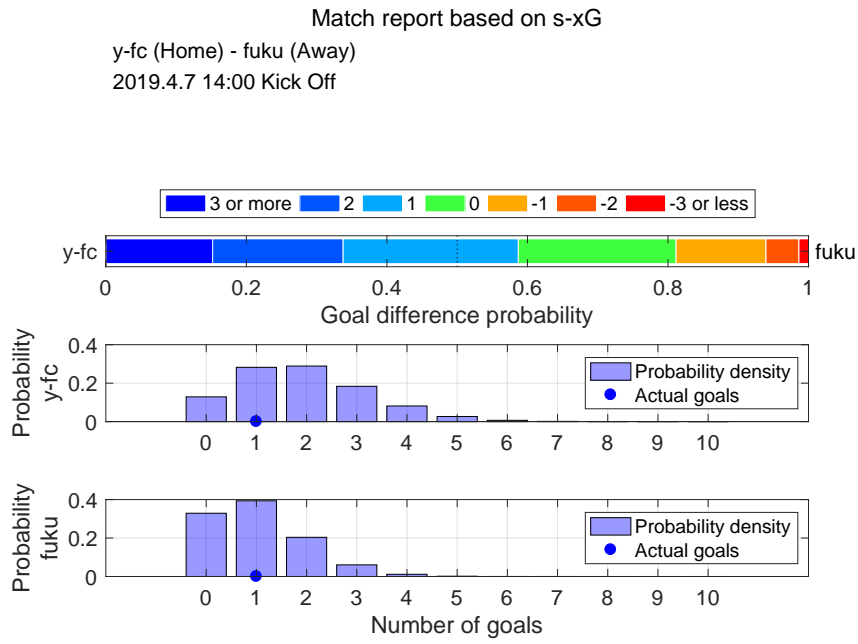 Match report based on s-xG
y-fc (Home) - fuku (Away)
2019.4.7 14:00 Kick Off
3 or more 2 1 0 -1 -2 -3 or less
y-fc fuku
0 0.2 0.4 0.6 0.8 1
Goal difference probability
Probability
y-fc
0.4
0.2
0
Probability density
Actual goals
0 1 2 3 4 5 6 7 8 9 10
Probability
fuku
0.4
0.2
0
Probability density
Actual goals
0 1 2 3 4 5 6 7 8 9 10
Number of goals